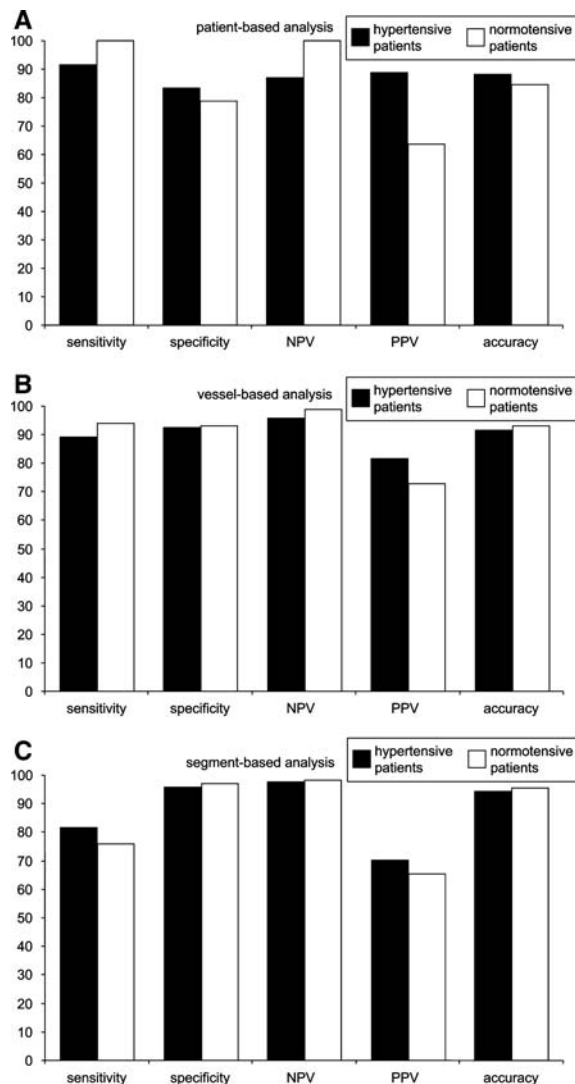 A
patient-based analysis
hypertensive
patients
normotensive
patients
100
90
80
70
60
50
40
30
20
10
0
sensitivity specificity NPV PPV accuracy
B
vessel-based analysis
hypertensive
patients
normotensive
patients
100
90
80
70
60
50
40
30
20
10
0
sensitivity specificity NPV PPV accuracy
C
segment-based analysis
hypertensive
patients
normotensive
patients
100
90
80
70
60
50
40
30
20
10
0
sensitivity specificity NPV PPV accuracy